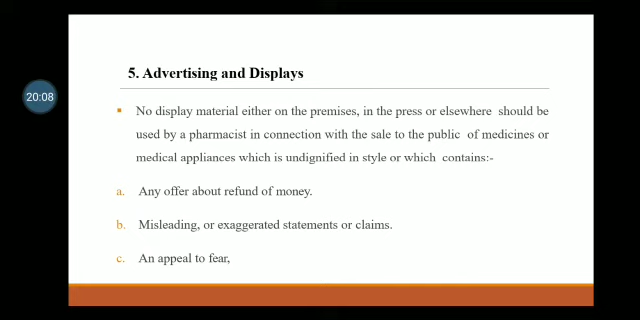 5. Advertising and Displays
20:08
▪ No display material either on the premises, in the press or elsewhere should be
used by a pharmacist in connection with the sale to the public of medicines or
medical appliances which is undignified in style or which contains:-
a. Any offer about refund of money.
b. Misleading, or exaggerated statements or claims.
c. An appeal to fear,